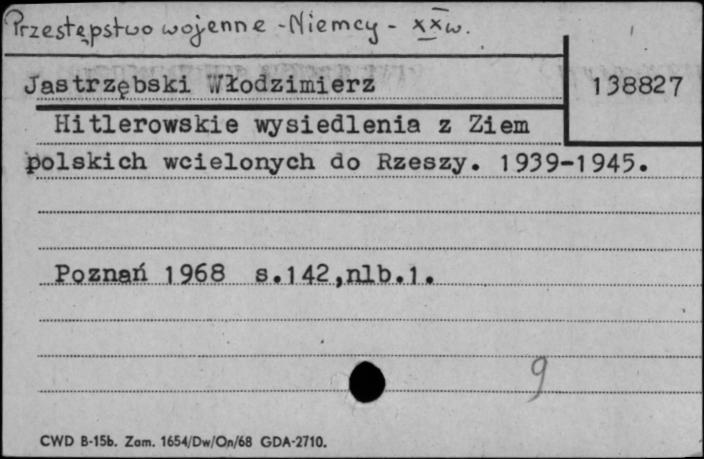 Przestępstwo wojenne - Niemcy - XXw.
Jastrzębski Włodzimierz
138827
Hitlerowskie wysiedlenia z Ziem
polskich wcielonych do Rzeszy. 1939-1945.
Poznań 1968 s.142,nlb.1.
9
CWD B-15b. Zam. 1654/Dw/On/68 GDA-2710.